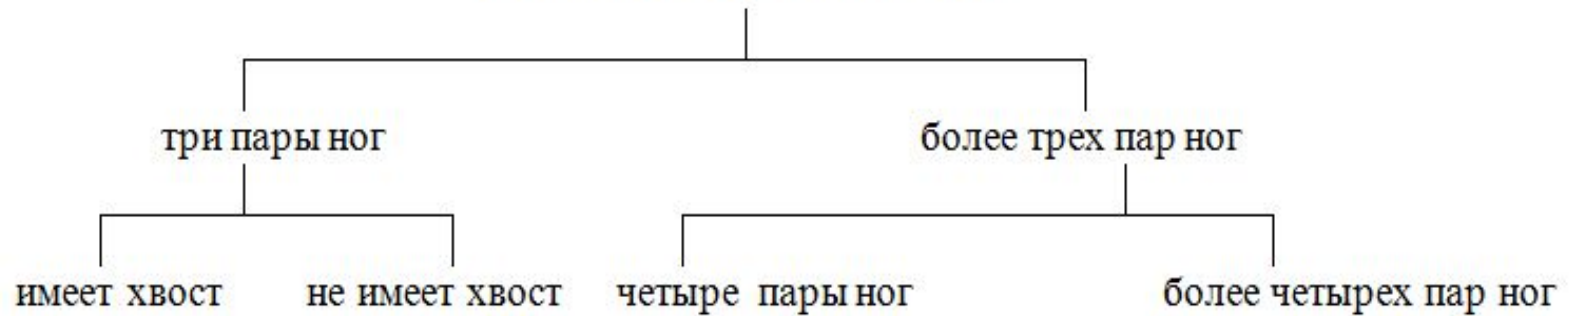 три пары ног
более трех пар ног
имеет хвост
не имеет хвост
четыре пары ног
более четырех пар ног